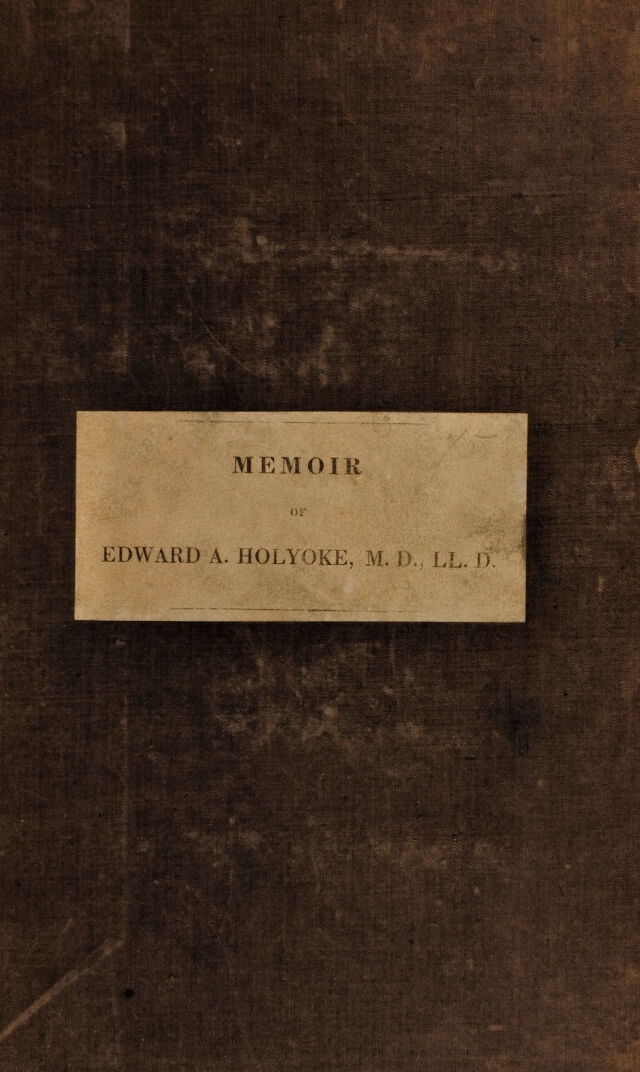 MEMOIR
OF
EDWARD A. HOLYOKE, M. D., LL. D.